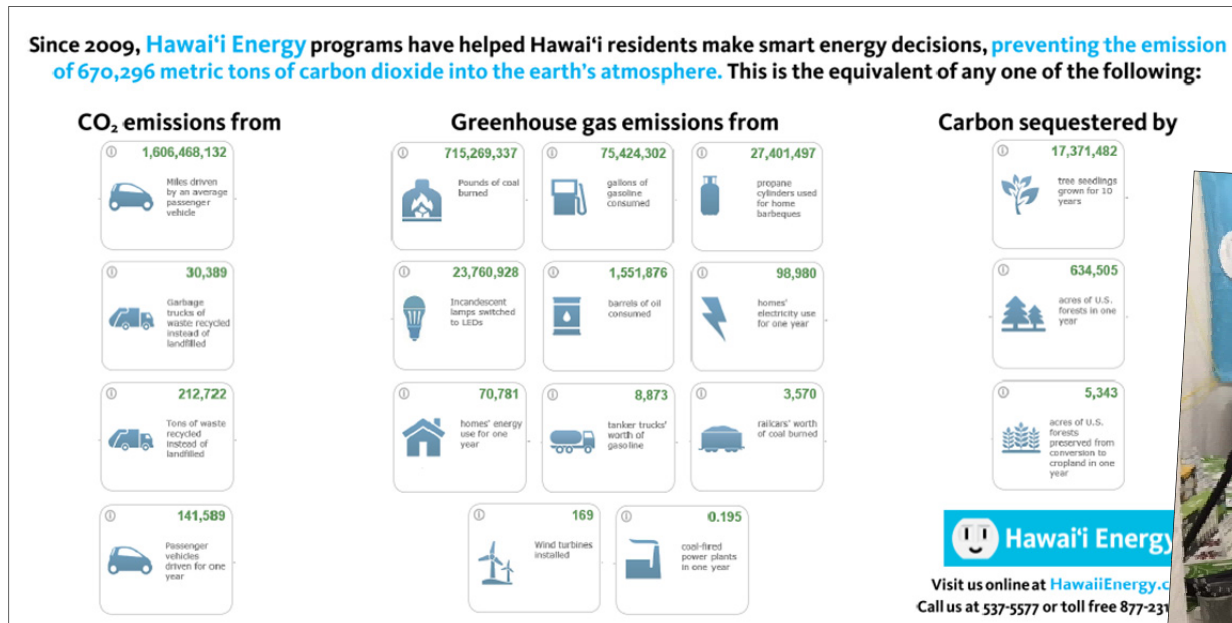 Since 2009, Hawaiʻi Energy programs have helped Hawaiʻi residents make smart energy decisions, preventing the emission
of 670,296 metric tons of carbon dioxide into the earth's atmosphere. This is the equivalent of any one of the following:
CO₂ emissions from
1,606,468,132
Miles driven
by an average
passenger
vehicle
30,389
Garbage
trucks of
waste recycled
instead of
landfilled
212,722
Tons of waste
recycled
instead of
landfilled
141,589
Passenger
vehicles
driven for one
year
Greenhouse gas emissions from
715,269,337
Pounds of coal
burned
75,424,302
gallons of
gasoline
consumed
27,401,497
propane
cylinders used
for home
barbeques
23,760,928
Incandescent
lamps switched
to LEDs
1,551,876
barrels of oil
consumed
98,980
homes'
electricity use
for one year
70,781
homes' energy
use for one
year
8,873
tanker trucks'
worth of
gasoline
3,570
railcars' worth
of coal burned
169
Wind turbines
installed
0.195
coal-fired
power plants
in one year
Carbon sequestered by
17,371,482
tree seedlings
grown for 10
years
634,505
acres of U.S.
forests in one
year
5,343
acres of U.S.
forests
preserved from
conversion to
cropland in one
year
Hawaiʻi Energy
Visit us online at HawaiiEnergy.c
Call us at 537-5577 or toll free 877-231